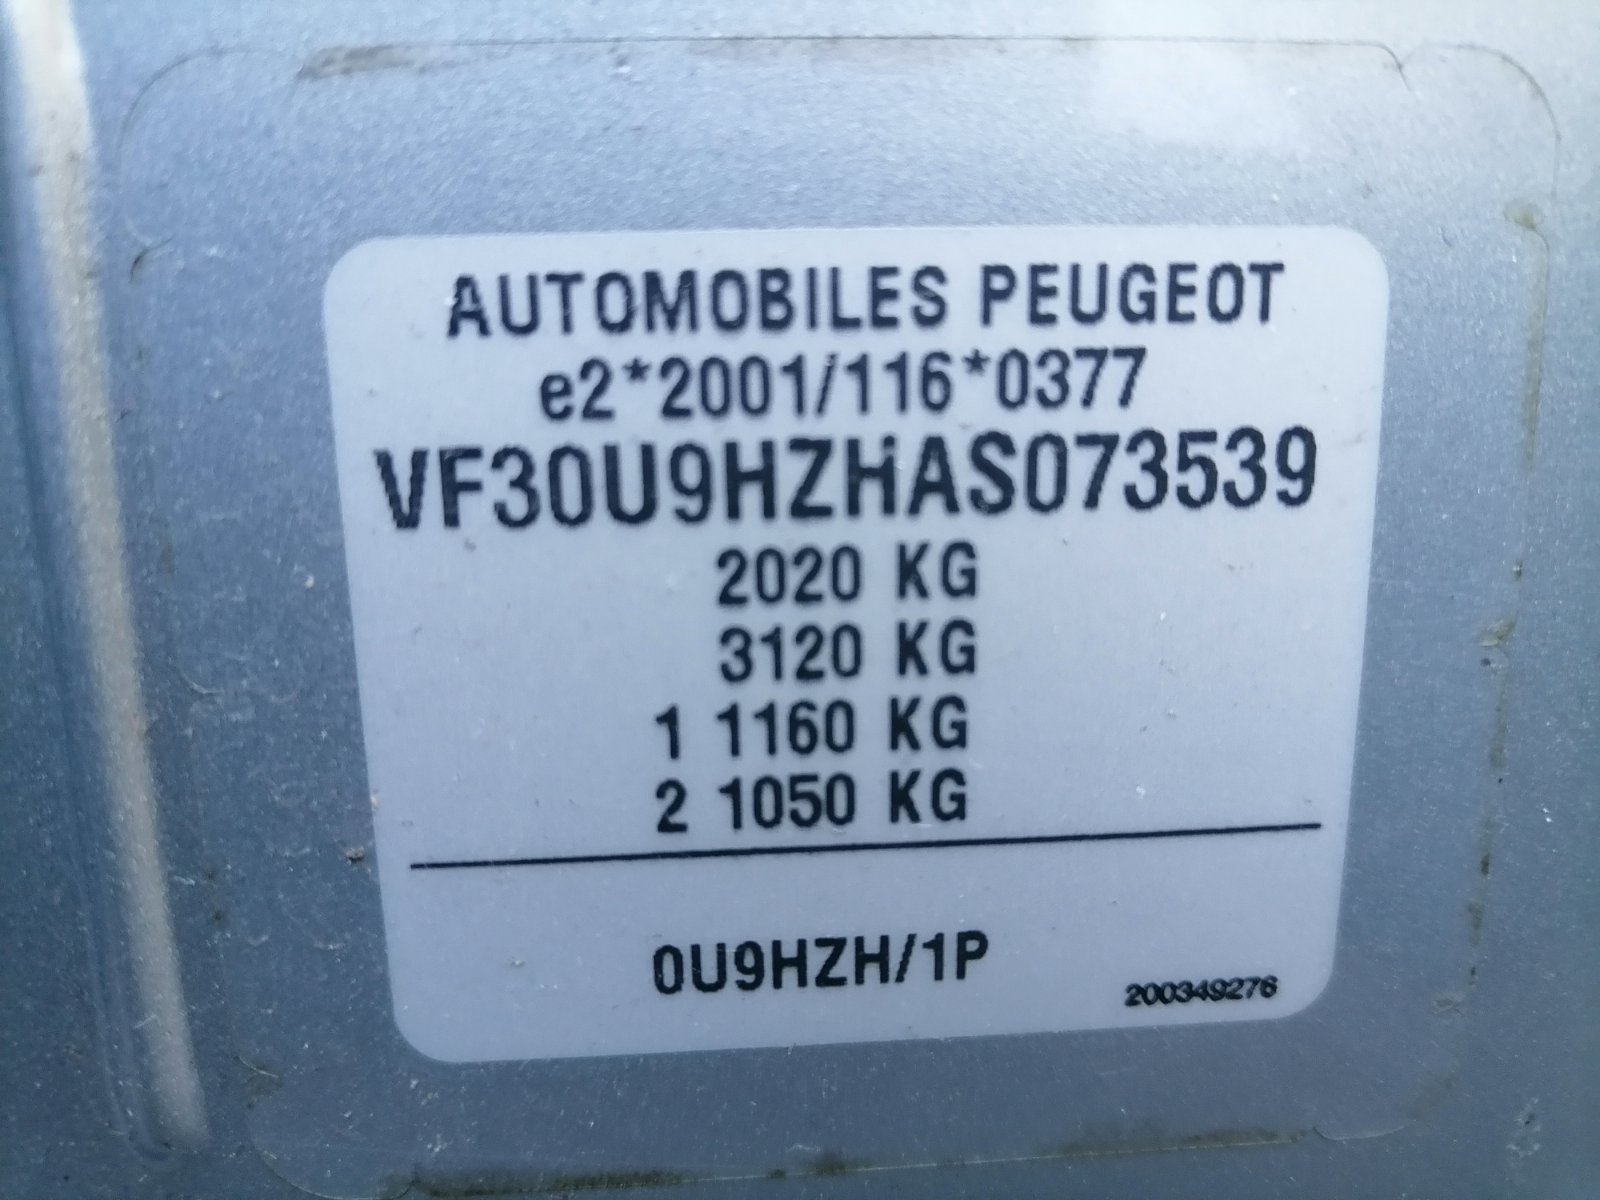 AUTOMOBILES PEUGEOT
e2*2001/116*0377
VF30U9HZHAS073539
2020 KG
3120 KG
1 1160 KG
2 1050 KG
0U9HZH/1P
200349276